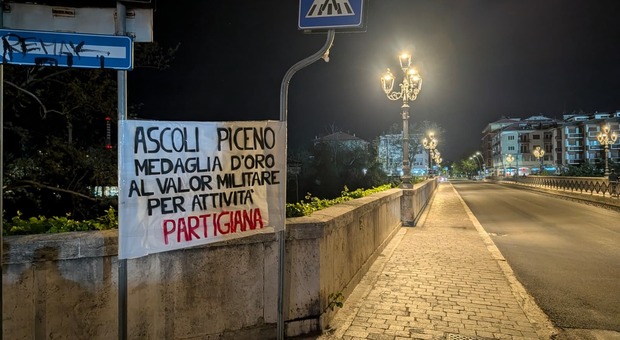 ASCOLI PICENO
MEDAGLIA D'ORO
AL VALOR MILITARE
PER ATTIVITÀ
PARTIGIANA